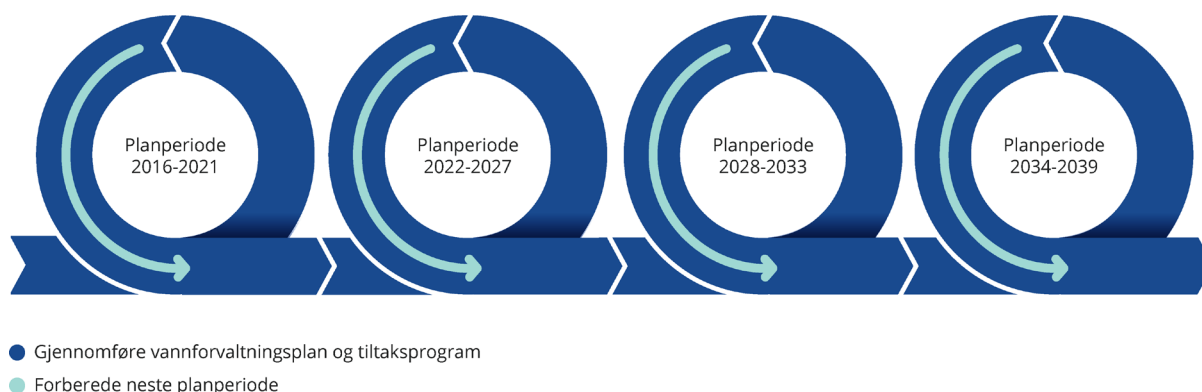 Planperiode
2016-2021
Planperiode
2022-2027
Planperiode
2028-2033
Planperiode
2034-2039
Gjennomføre vannforvaltningsplan og tiltaksprogram
Forberede neste planperiode